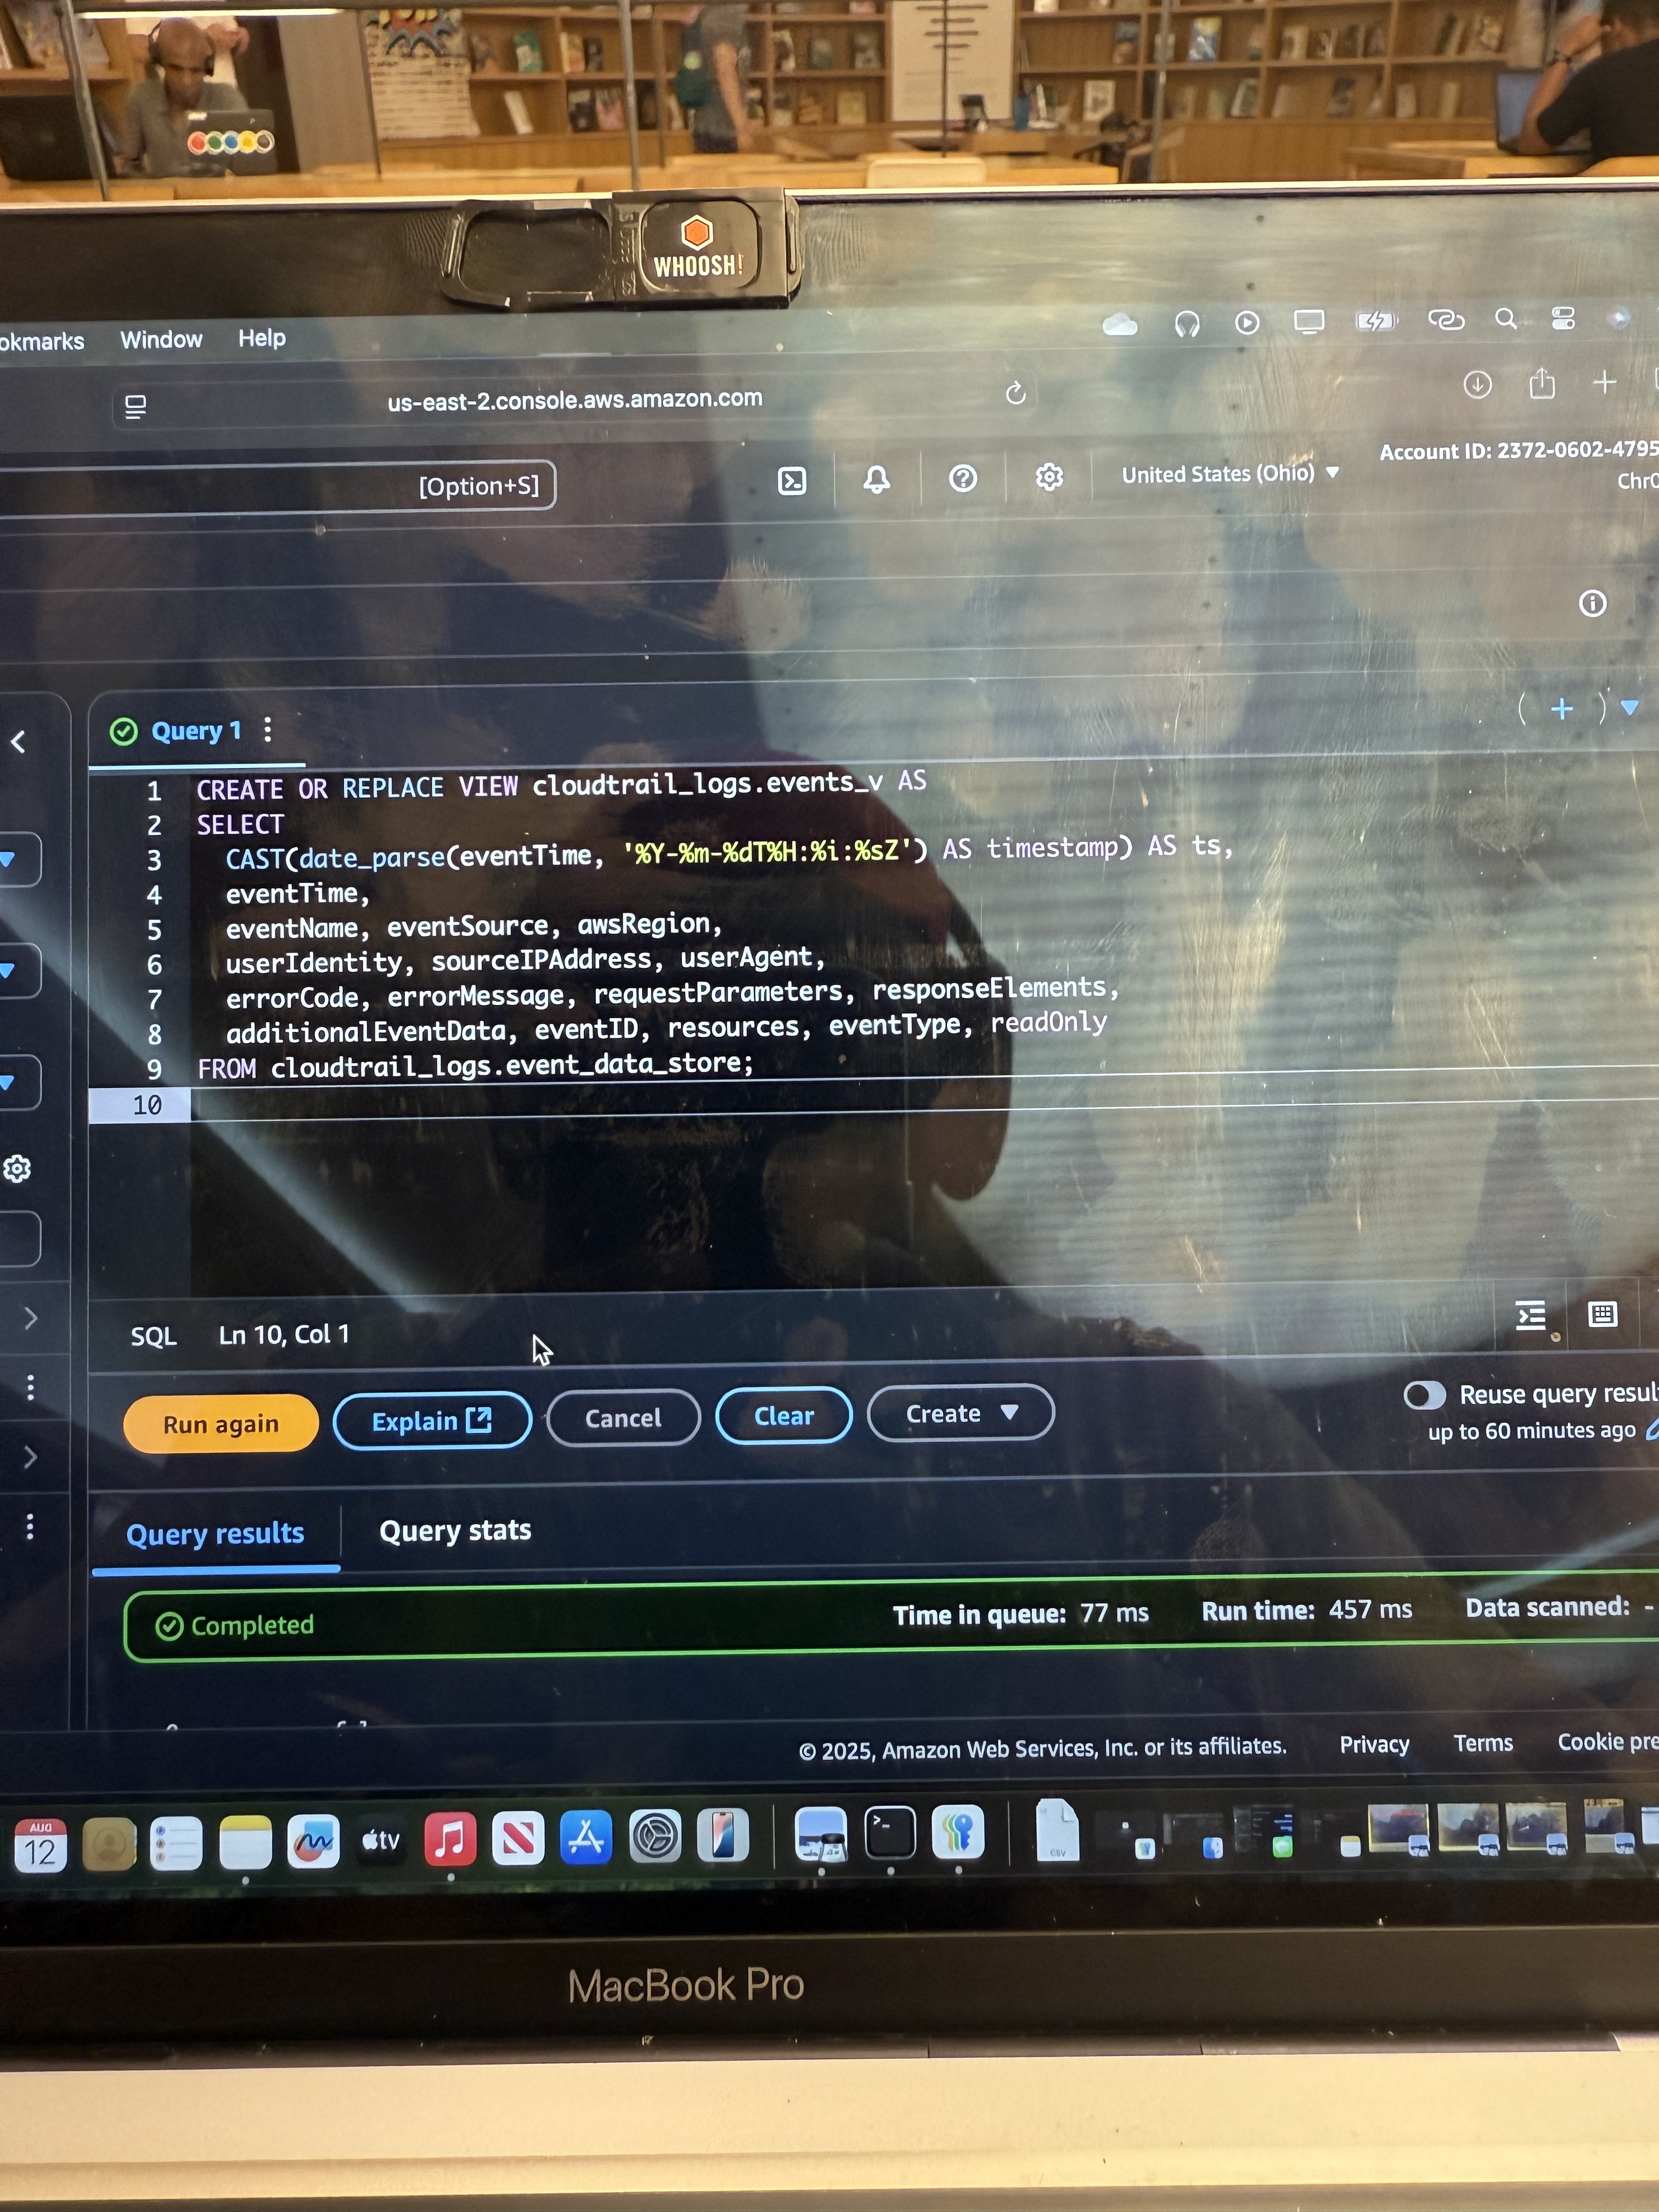 WHOOSH!
Window Help
us-east-2.console.aws.amazon.com
[Option+S]
United States (Ohio)
Account ID: 2372-0602-4795
Query 1
1 CREATE OR REPLACE VIEW cloudtrail_logs.events_v AS
2 SELECT
3 CAST(date_parse(eventTime, '%Y-%m-%dT%H:%i:%sZ') AS timestamp) AS ts,
4 eventTime,
5 eventName, eventSource, awsRegion,
6 userIdentity, sourceIPAddress, userAgent,
7 errorCode, errorMessage, requestParameters, responseElements,
8 additionalEventData, eventID, resources, eventType, readOnly
9 FROM cloudtrail_logs.event_data_store;
10
SQL Ln 10, Col 1
Run again Explain Cancel Clear Create
Reuse query
up to 60 minutes ago
Query results Query stats
Completed Time in queue: 77 ms Run time: 457 ms Data scanned: -
© 2025, Amazon Web Services, Inc. or its affiliates. Privacy Terms Cookie
AUG
12
tv
CSV
MacBook Pro